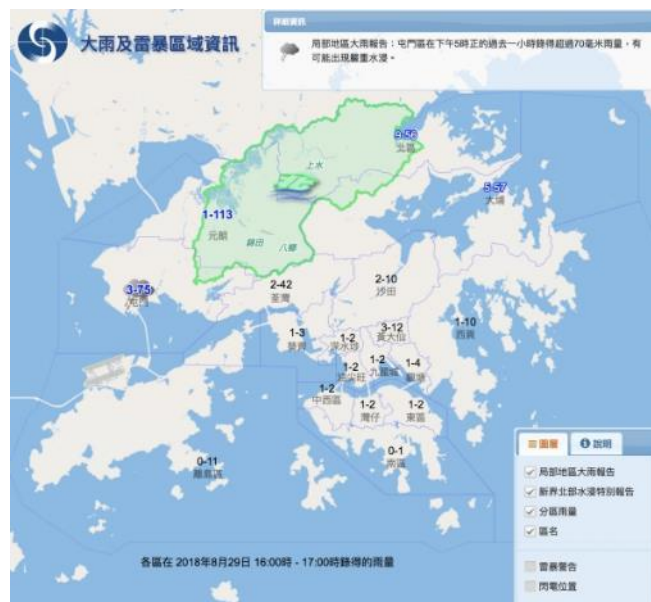 大雨及雷暴區域資訊
詳細資訊
局部地區大雨報告：屯門區在下午5時正的過去一小時錄得超過70毫米雨量，有
可能出現嚴重水浸。
9-56
北區
上水
5-57
大埔
1-113
元朗
錦田
八鄉
3-75
屯門
2-42
荃灣
2-10
沙田
1-10
西貢
1-3
葵青
1-2
深水埗
3-12
黃大仙
1-2
油尖旺
1-2
九龍城
1-4
觀塘
1-2
中西區
1-2
灣仔
1-2
東區
0-1
南區
0-11
離島區
圖層
說明
局部地區大雨報告
新界北部水浸特別報告
分區雨量
區名
雷暴警告
閃電位置
各區在 2018年8月29日 16:00時 - 17:00時錄得的雨量